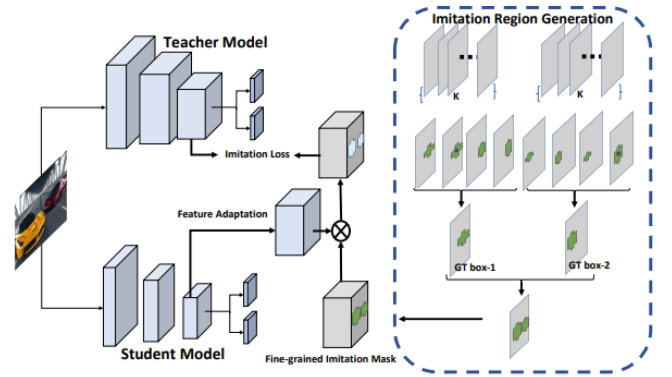 Imitation Region Generation
Teacher Model
K
K
Imitation Loss
Feature Adaptation
GT box-1
GT box-2
Student Model
Fine-grained Imitation Mask